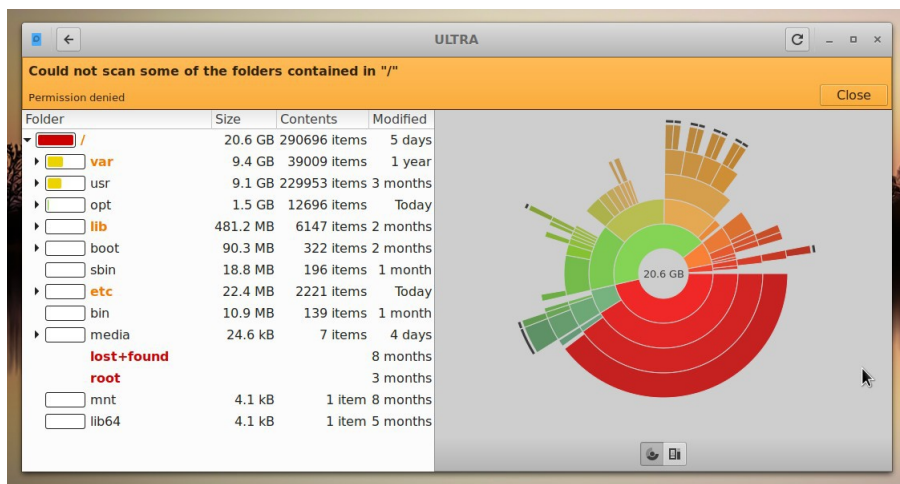 ULTRA
Could not scan some of the folders contained in "/"
Permission denied
Close
Folder Size Contents Modified
/ 20.6 GB 290696 items 5 days
var 9.4 GB 39009 items 1 year
usr 9.1 GB 229953 items 3 months
opt 1.5 GB 12696 items Today
lib 481.2 MB 6147 items 2 months
boot 90.3 MB 322 items 2 months
sbin 18.8 MB 196 items 1 month
etc 22.4 MB 2221 items Today
bin 10.9 MB 139 items 1 month
media 24.6 kB 7 items 4 days
lost+found 8 months
root 3 months
mnt 4.1 kB 1 item 8 months
lib64 4.1 kB 1 item 5 months
20.6 GB